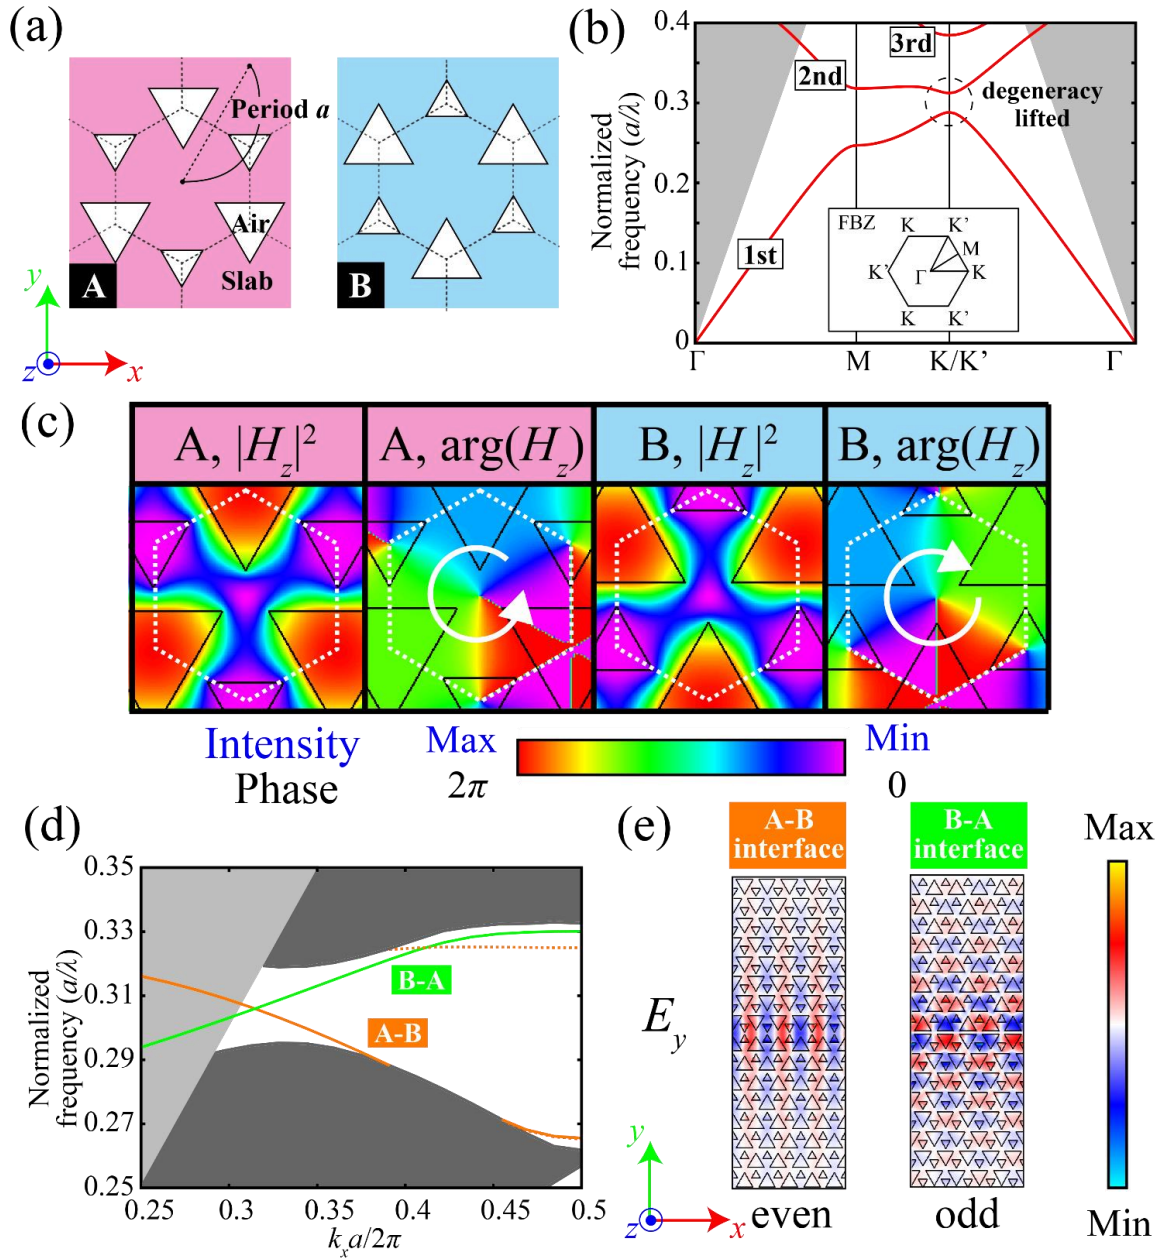 (a)
Period a
Air
Slab
A
B
y
z
x
(b)
Normalized
frequency (a/λ)
0.4
0.3
0.2
0.1
0
3rd
2nd
degeneracy
lifted
1st
FBZ
K
K'
M
K'
Γ
K
K
K'
Γ
M
K/K'
Γ
(c)
A, |Hz|²
A, arg(Hz)
B, |Hz|²
B, arg(Hz)
Intensity
Max
Min
Phase
2π
0
(d)
Normalized
frequency (a/λ)
0.35
0.33
0.31
0.29
0.27
0.25
B-A
A-B
0.25
0.3
0.35
0.4
0.45
0.5
kxa/2π
(e)
A-B
interface
B-A
interface
Max
Ey
Min
y
z
x
even
odd